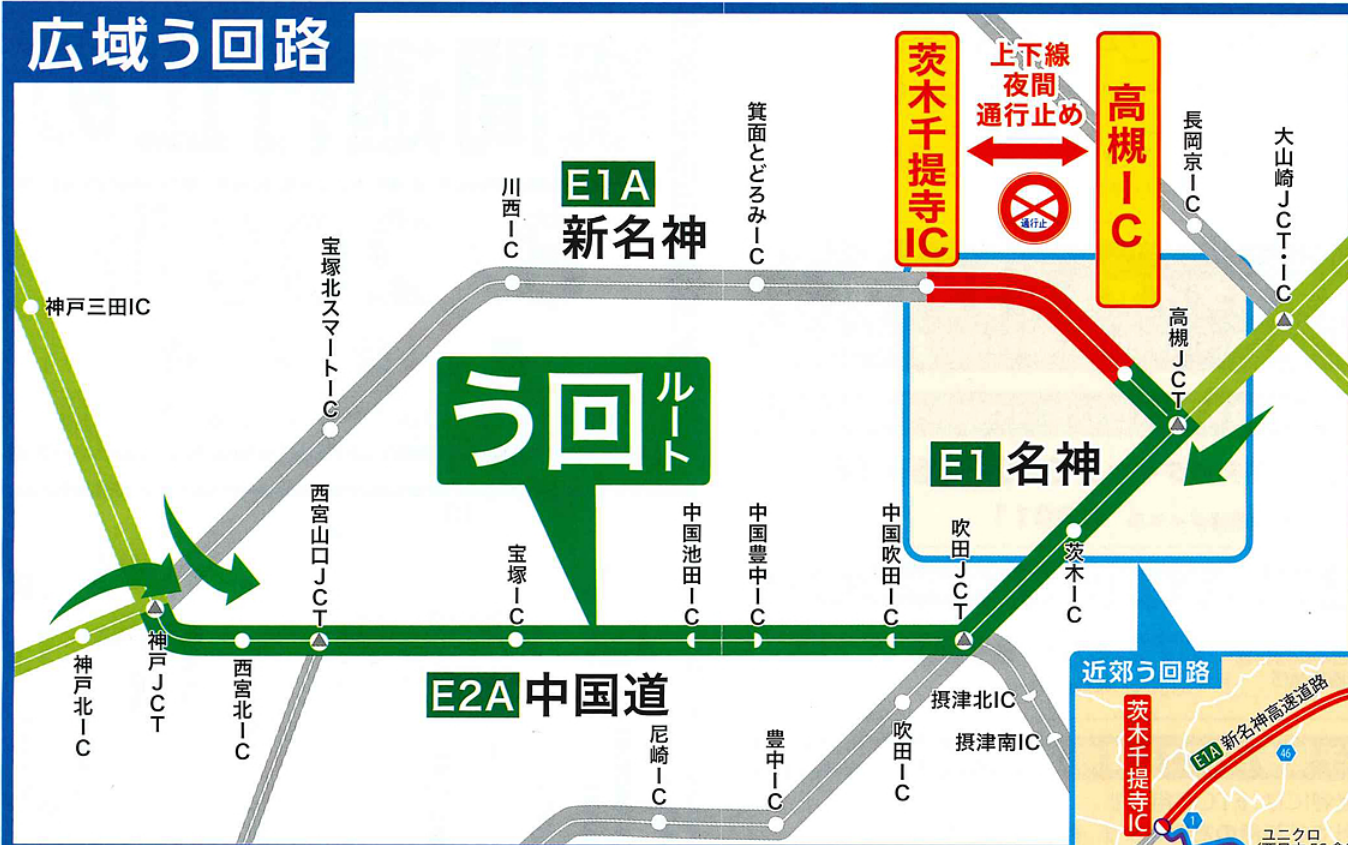 広域う回路
茨木千提寺IC
上下線
夜間
通行止め
高槻IC
通行止
長岡京IC
大山崎JCT・IC
箕面とどろみIC
川西IC
E1A
新名神
宝塚北スマートIC
神戸三田IC
高槻JCT
う回ルート
E1 名神
西宮山口JCT
宝塚IC
中国池田IC
中国豊中IC
中国吹田IC
吹田JCT
茨木IC
神戸北IC
神戸JCT
西宮北IC
E2A 中国道
尼崎IC
豊中IC
吹田IC
摂津北IC
摂津南IC
近郊う回路
茨木千提寺IC
E1A 新名神高速道路
46
1
ユニクロ